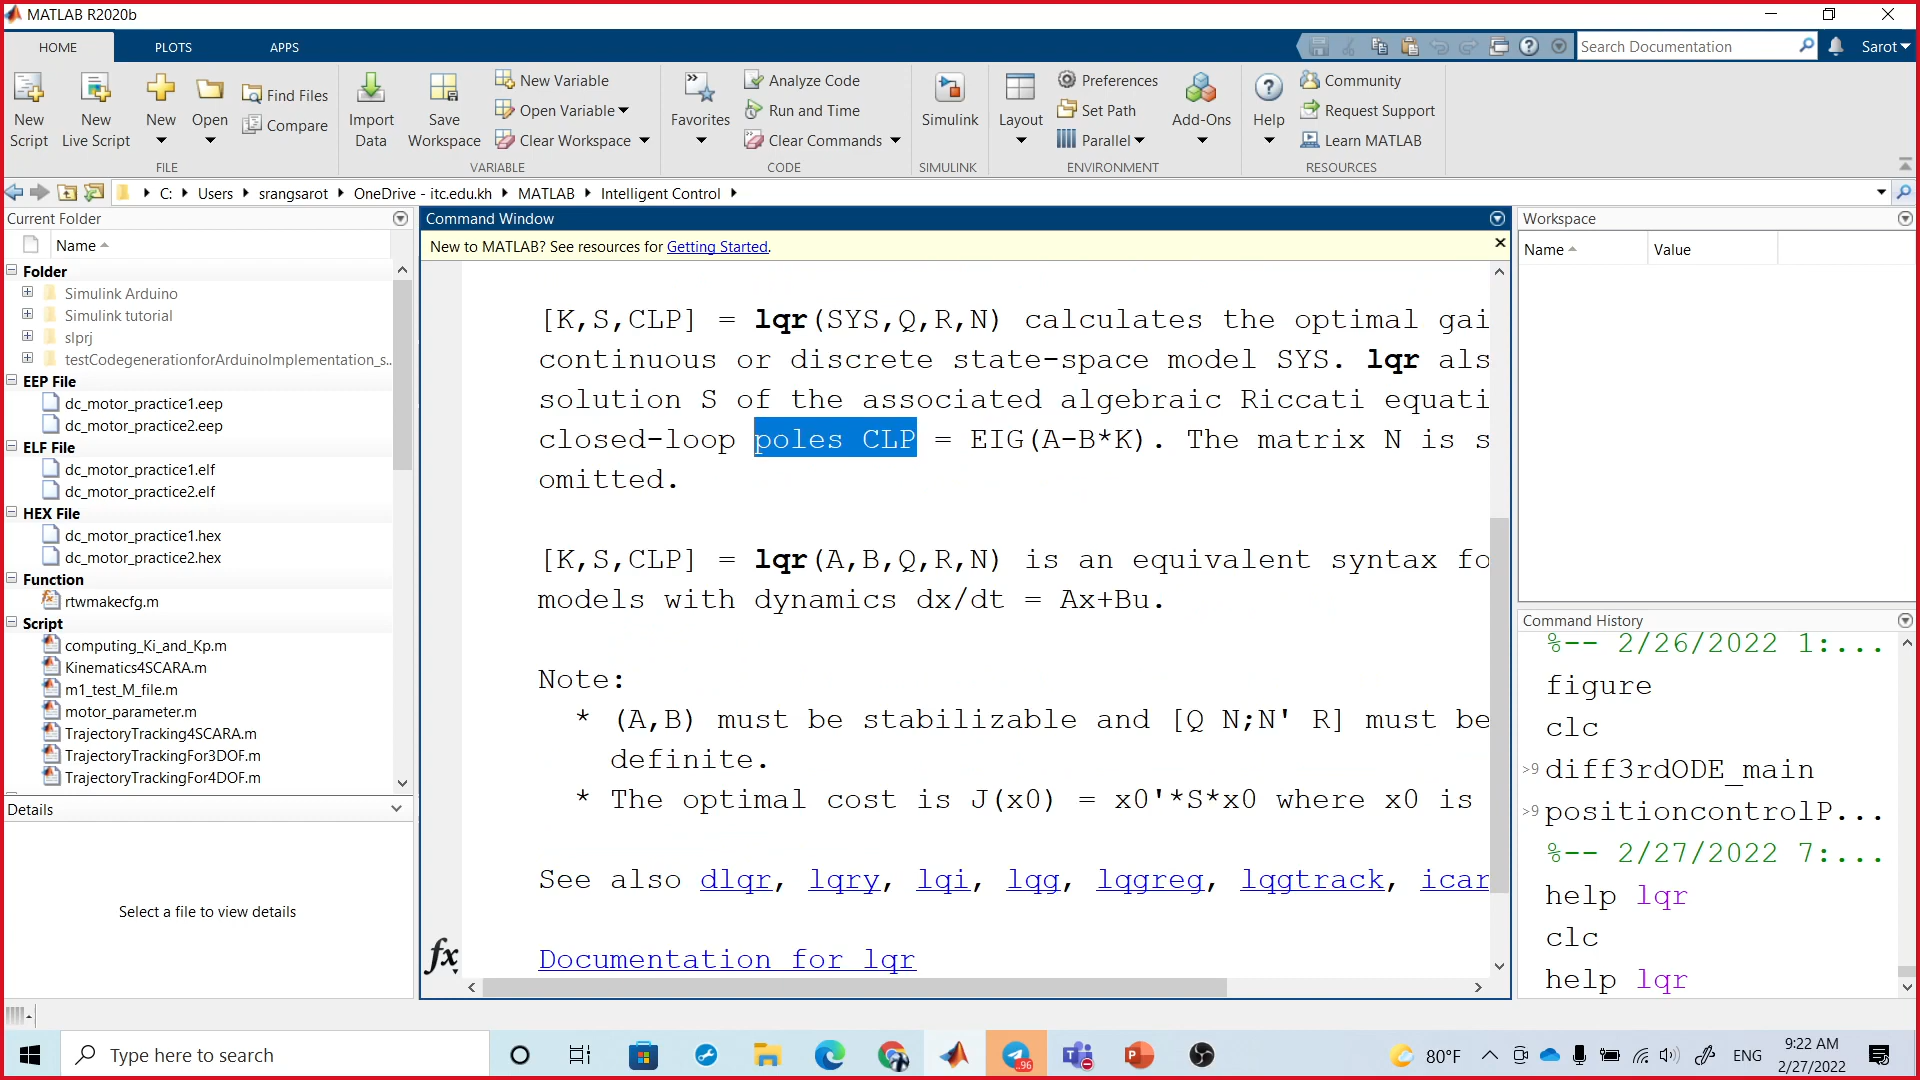 MATLAB R2020b
HOME
PLOTS
APPS
Search Documentation
Sarot
New Script
New Live Script
New
Open
Find Files
Compare
FILE
Import Data
Save Workspace
New Variable
Open Variable
Clear Workspace
VARIABLE
Favorites
Analyze Code
Run and Time
Clear Commands
CODE
Simulink
SIMULINK
Layout
Preferences
Set Path
Parallel
Add-Ons
ENVIRONMENT
Help
Community
Request Support
Learn MATLAB
RESOURCES
C: Users srangsarot OneDrive - itc.edu.kh MATLAB Intelligent Control
Current Folder
Name
Folder
Simulink Arduino
Simulink tutorial
slprj
testCodegenerationforArduinoImplementation_s...
EEP File
dc_motor_practice1.eep
dc_motor_practice2.eep
ELF File
dc_motor_practice1.elf
dc_motor_practice2.elf
HEX File
dc_motor_practice1.hex
dc_motor_practice2.hex
Function
rtwmakecfg.m
Script
computing_Ki_and_Kp.m
Kinematics4SCARA.m
m1_test_M_file.m
motor_parameter.m
TrajectoryTracking4SCARA.m
TrajectoryTrackingFor3DOF.m
TrajectoryTrackingFor4DOF.m
Details
Select a file to view details
Command Window
New to MATLAB? See resources for Getting Started.
[K,S,CLP] = lqr(SYS,Q,R,N) calculates the optimal gai
continuous or discrete state-space model SYS. lqr als
solution S of the associated algebraic Riccati equati
closed-loop poles CLP = EIG(A-B*K). The matrix N is s
omitted.
[K,S,CLP] = lqr(A,B,Q,R,N) is an equivalent syntax fo
models with dynamics dx/dt = Ax+Bu.
Note:
* (A,B) must be stabilizable and [Q N;N' R] must be
definite.
* The optimal cost is J(x0) = x0'*S*x0 where x0 is
See also dlqr, lqry, lqi, lqg, lqgreg, lqgtrack, icar
Documentation for lqr
fx
Workspace
Name
Value
Command History
%-- 2/26/2022 1:...
figure
clc
>9 diff3rdODE_main
>9 positioncontrolP...
%-- 2/27/2022 7:...
help lqr
clc
help lqr
Type here to search
..96
80°F
ENG
9:22 AM
2/27/2022